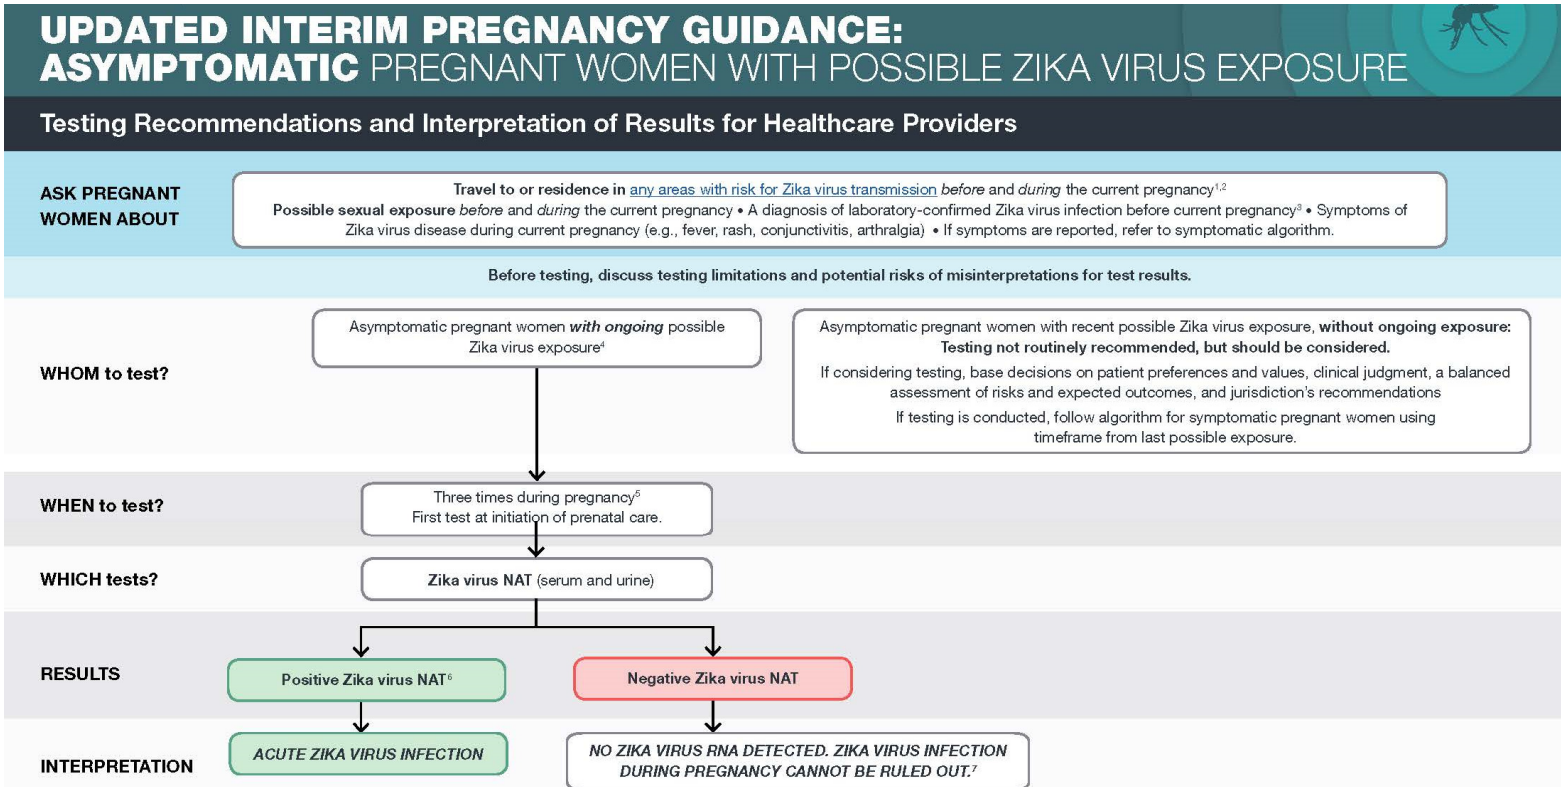 UPDATED INTERIM PREGNANCY GUIDANCE:
ASYMPTOMATIC PREGNANT WOMEN WITH POSSIBLE ZIKA VIRUS EXPOSURE
Testing Recommendations and Interpretation of Results for Healthcare Providers
ASK PREGNANT
WOMEN ABOUT
Travel to or residence in any areas with risk for Zika virus transmission before and during the current pregnancy¹,²
Possible sexual exposure before and during the current pregnancy • A diagnosis of laboratory-confirmed Zika virus infection before current pregnancy³ • Symptoms of
Zika virus disease during current pregnancy (e.g., fever, rash, conjunctivitis, arthralgia) • If symptoms are reported, refer to symptomatic algorithm.
Before testing, discuss testing limitations and potential risks of misinterpretations for test results.
WHOM to test?
Asymptomatic pregnant women with ongoing possible
Zika virus exposure⁴
Asymptomatic pregnant women with recent possible Zika virus exposure, without ongoing exposure:
Testing not routinely recommended, but should be considered.
If considering testing, base decisions on patient preferences and values, clinical judgment, a balanced
assessment of risks and expected outcomes, and jurisdiction's recommendations
If testing is conducted, follow algorithm for symptomatic pregnant women using
timeframe from last possible exposure.
WHEN to test?
Three times during pregnancy⁵
First test at initiation of prenatal care.
WHICH tests?
Zika virus NAT (serum and urine)
RESULTS
Positive Zika virus NAT⁶
Negative Zika virus NAT
INTERPRETATION
ACUTE ZIKA VIRUS INFECTION
NO ZIKA VIRUS RNA DETECTED. ZIKA VIRUS INFECTION
DURING PREGNANCY CANNOT BE RULED OUT.⁷